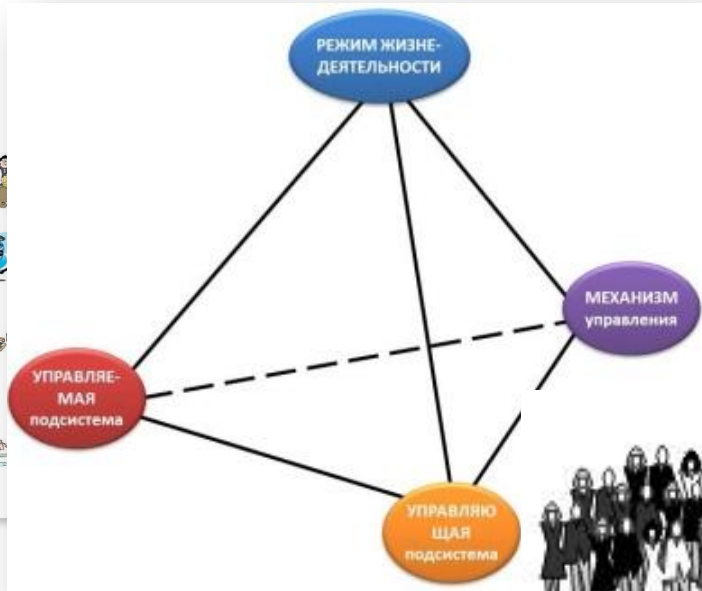 РЕЖИМ ЖИЗНЕ-
ДЕЯТЕЛЬНОСТИ
МЕХАНИЗМ
управления
УПРАВЛЯЕ-
МАЯ
подсистема
УПРАВЛЯЮ
ЩАЯ
подсистема